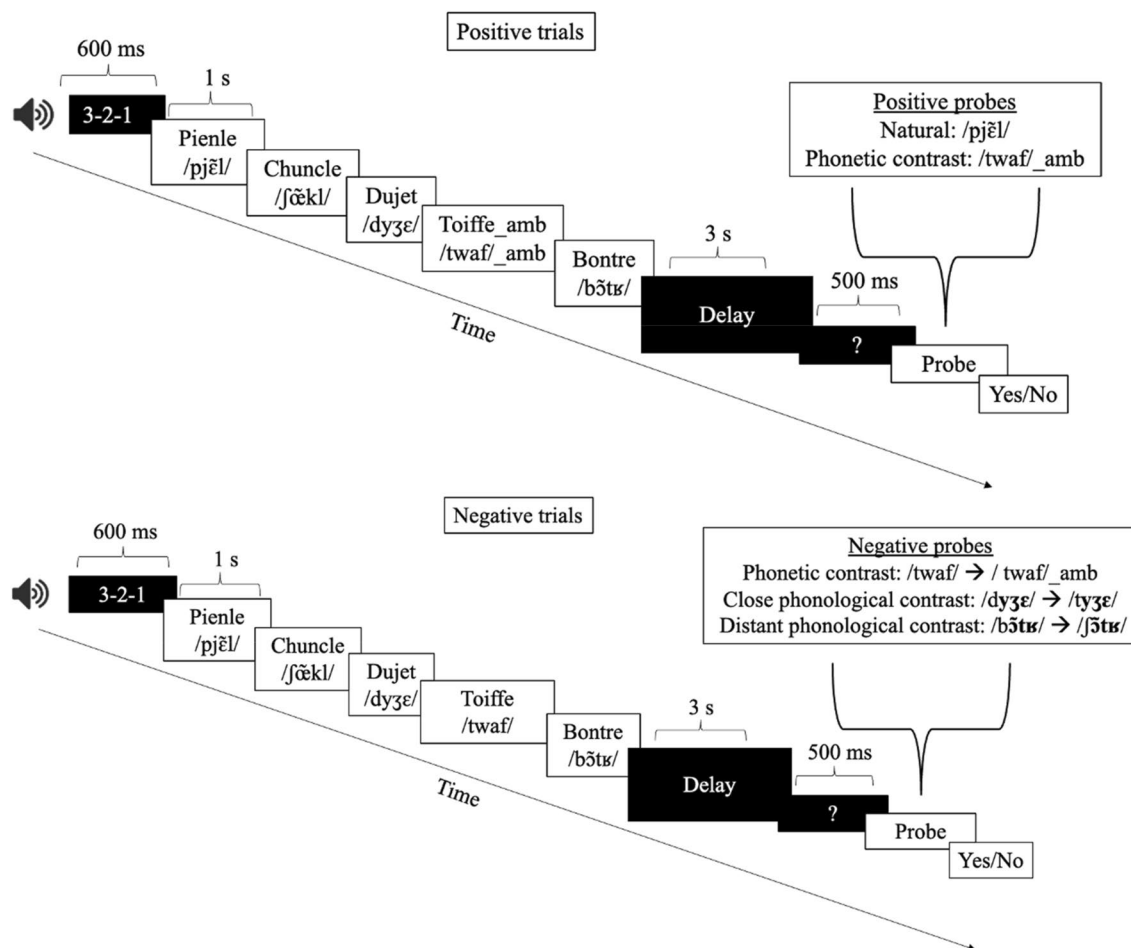 Positive trials
600 ms
3-2-1
1 s
Pienle
/pjɛ̃l/
Chuncle
/ʃœ̃kl/
Dujet
/dyʒɛ/
Toiffe_amb
/twaf/_amb
Bontre
/bɔ̃tʁ/
3 s
Delay
500 ms
?
Probe
Yes/No
Time
Positive probes
Natural: /pjɛ̃l/
Phonetic contrast: /twaf/_amb
Negative trials
600 ms
3-2-1
1 s
Pienle
/pjɛ̃l/
Chuncle
/ʃœ̃kl/
Dujet
/dyʒɛ/
Toiffe
/twaf/
Bontre
/bɔ̃tʁ/
3 s
Delay
500 ms
?
Probe
Yes/No
Time
Negative probes
Phonetic contrast: /twaf/ → / twaf/_amb
Close phonological contrast: /dyʒɛ/ → /tyʒɛ/
Distant phonological contrast: /bɔ̃tʁ/ → /ʃɔ̃tʁ/